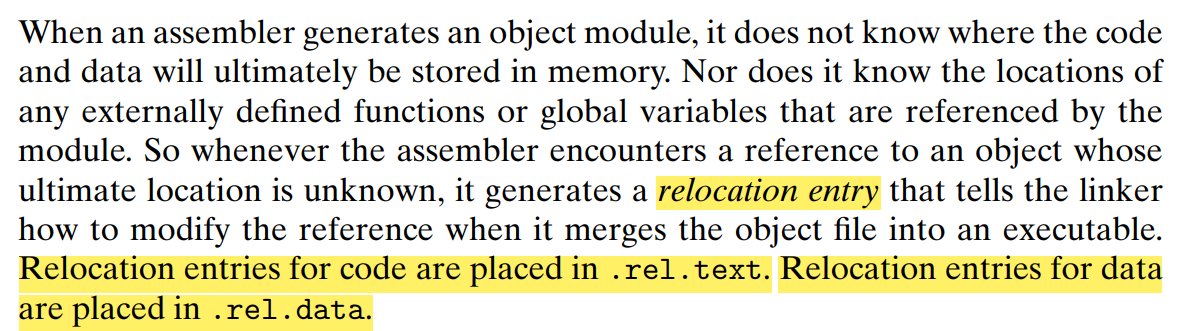 When an assembler generates an object module, it does not know where the code
and data will ultimately be stored in memory. Nor does it know the locations of
any externally defined functions or global variables that are referenced by the
module. So whenever the assembler encounters a reference to an object whose
ultimate location is unknown, it generates a relocation entry that tells the linker
how to modify the reference when it merges the object file into an executable.
Relocation entries for code are placed in .rel.text. Relocation entries for data
are placed in .rel.data.